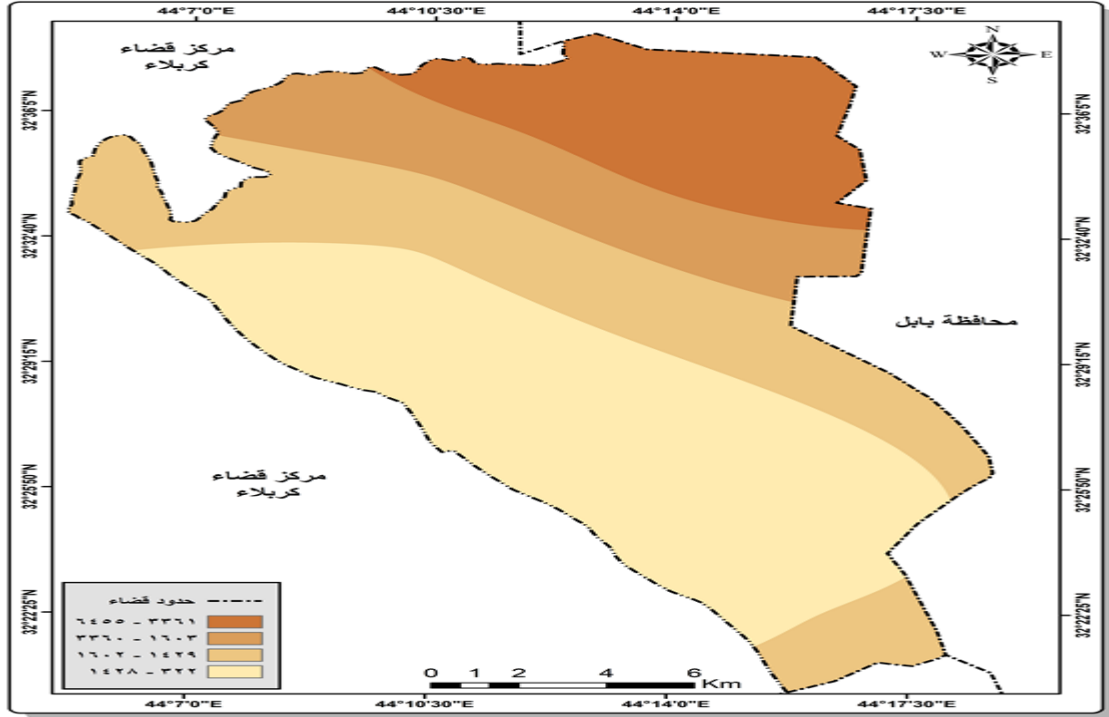 44°7'0"E 44°10'30"E 44°14'0"E 44°17'30"E
مركز قضاء
كربلاء
N
W E
S
32°36'5"N 32°36'5"N
32°32'40"N 32°32'40"N
محافظة بابل
32°29'15"N 32°29'15"N
مركز قضاء
كربلاء
32°25'50"N 32°25'50"N
32°22'25"N 32°22'25"N
حدود قضاء
٣٣٦١ - ٦٤٥٥
١٦٠٣ - ٣٣٦٠
١٤٢٩ - ١٦٠٢
٣٢٢ - ١٤٢٨
0 1 2 4 6
Km
44°7'0"E 44°10'30"E 44°14'0"E 44°17'30"E